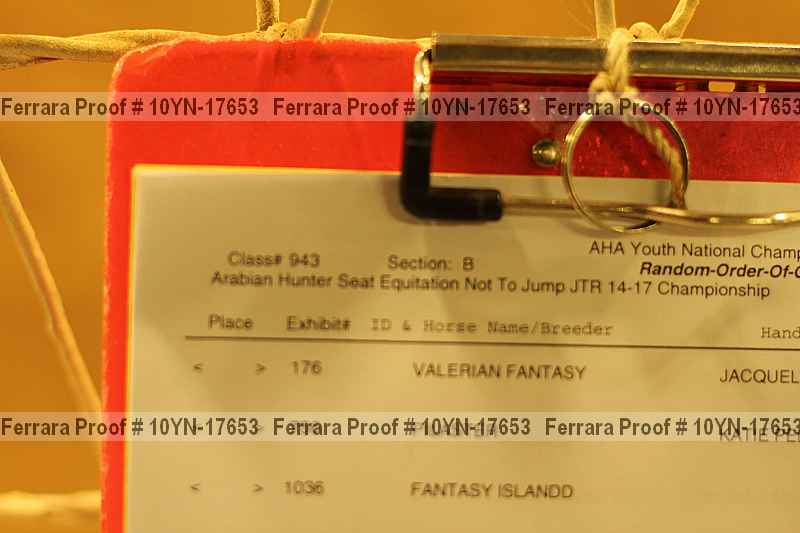 Ferrara Proof # 10YN-17653 Ferrara Proof # 10YN-17653 Ferrara Proof # 10YN-17653
Class# 943 Section: B AHA Youth National Champ
Random-Order-Of-G
Arabian Hunter Seat Equitation Not To Jump JTR 14-17 Championship
Place Exhibit# ID & Horse Name/Breeder Hand
< > 176 VALERIAN FANTASY JACQUEL
Ferrara Proof # 10YN-17653 Ferrara Proof # 10YN-17653 Ferrara Proof # 10YN-17653
> KATIE
< > 1036 FANTASY ISLANDD